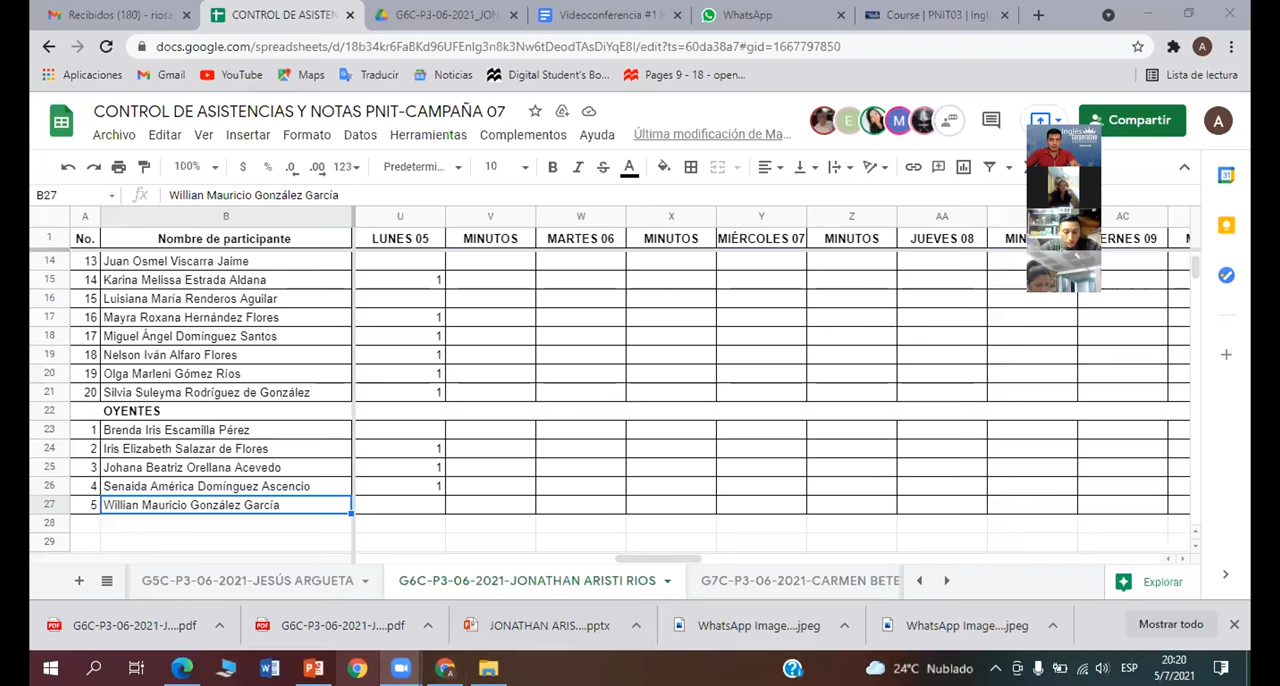 Recibidos (180) - riosa
CONTROL DE ASISTEN
G6C-P3-06-2021_JON
Videoconferencia #1 H
WhatsApp
Course | PNIT03 | Ingl
docs.google.com/spreadsheets/d/18b34kr6FaBKd96UFEnIg3n8k3Nw6tDeodTAsDiYqE8I/edit?ts=60da38a7#gid=1667797850
A
Aplicaciones
Gmail
YouTube
Maps
Traducir
Noticias
Digital Student's Bo...
Pages 9 - 18 - open...
Lista de lectura
CONTROL DE ASISTENCIAS Y NOTAS PNIT-CAMPAÑA 07
Archivo Editar Ver Insertar Formato Datos Herramientas Complementos Ayuda Última modificación de Ma...
E M
Compartir
A
Inglés Corporativo
100% $ % .0 .00 123 Predetermi... 10 B I S A
B27 fx Willian Mauricio González García
A B U V W X Y Z AA AC
1 No. Nombre de participante LUNES 05 MINUTOS MARTES 06 MINUTOS MIÉRCOLES 07 MINUTOS JUEVES 08 MIN ERNES 09 M
14 13 Juan Osmel Viscarra Jaime
15 14 Karina Melissa Estrada Aldana 1
16 15 Luisiana María Renderos Aguilar
17 16 Mayra Roxana Hernández Flores 1
18 17 Miguel Ángel Domínguez Santos 1
19 18 Nelson Iván Alfaro Flores 1
20 19 Olga Marleni Gómez Ríos 1
21 20 Silvia Suleyma Rodríguez de González 1
22 OYENTES
23 1 Brenda Iris Escamilla Pérez
24 2 Iris Elizabeth Salazar de Flores 1
25 3 Johana Beatriz Orellana Acevedo 1
26 4 Senaida América Domínguez Ascencio 1
27 5 Willian Mauricio González García
28
29
G5C-P3-06-2021-JESÚS ARGUETA
G6C-P3-06-2021-JONATHAN ARISTI RIOS
G7C-P3-06-2021-CARMEN BETE
Explorar
G6C-P3-06-2021-J....pdf
G6C-P3-06-2021-J....pdf
JONATHAN ARIS....pptx
WhatsApp Image....jpeg
WhatsApp Image....jpeg
Mostrar todo
24°C Nublado
ESP
20:20
5/7/2021